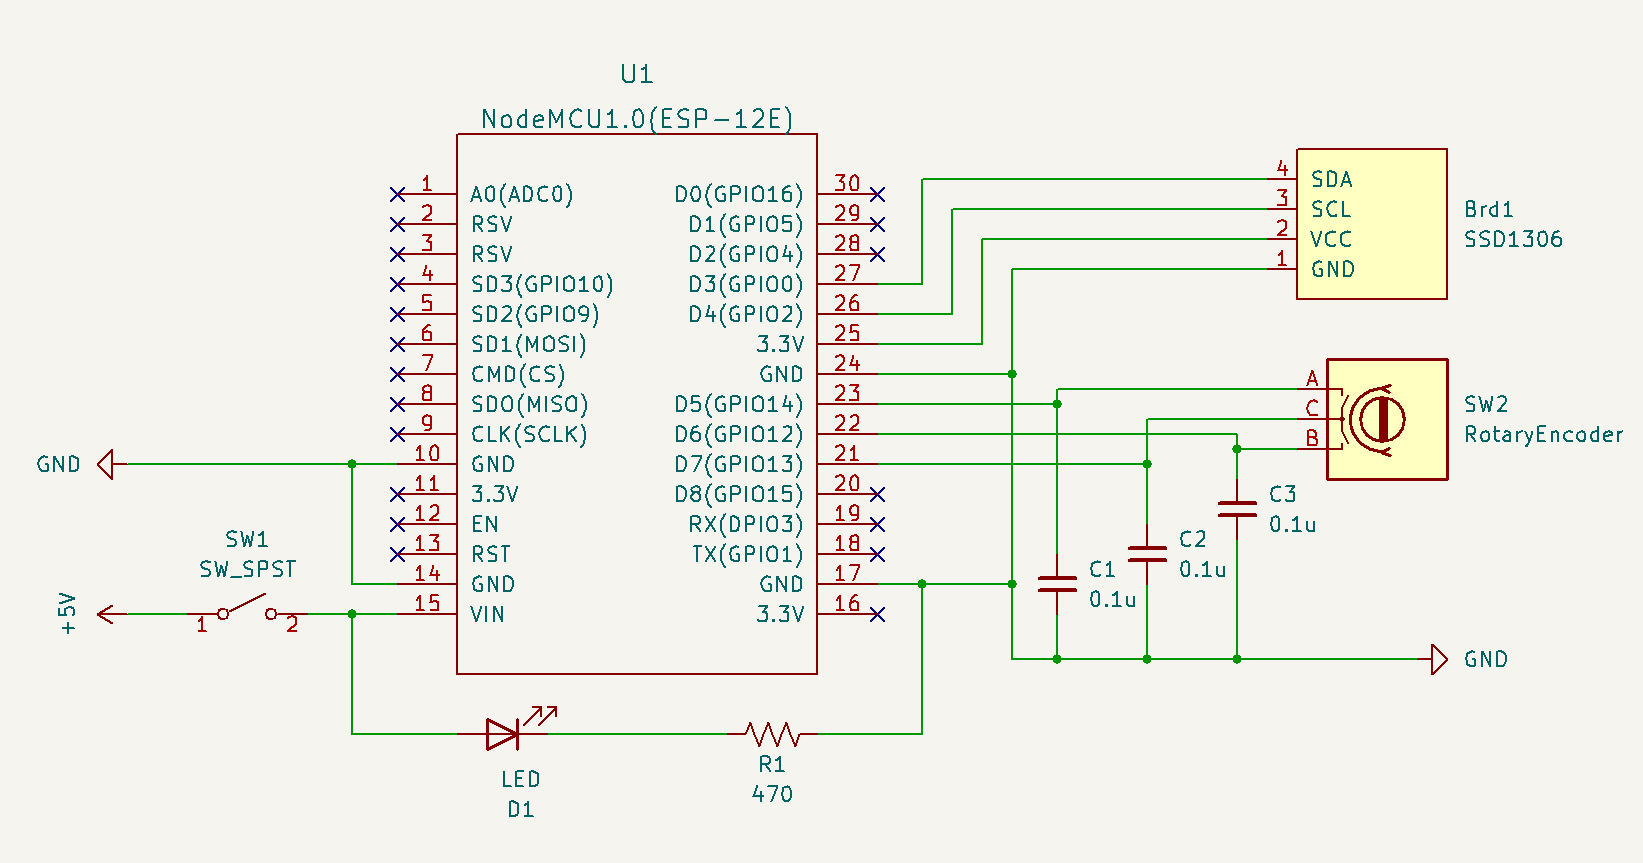 U1
NodeMCU1.0(ESP-12E)
1 A0(ADC0)
2 RSV
3 RSV
4 SD3(GPIO10)
5 SD2(GPIO9)
6 SD1(MOSI)
7 CMD(CS)
8 SDO(MISO)
9 CLK(SCLK)
10 GND
11 3.3V
12 EN
13 RST
14 GND
15 VIN
D0(GPIO16) 30
D1(GPIO5) 29
D2(GPIO4) 28
D3(GPIO0) 27
D4(GPIO2) 26
3.3V 25
GND 24
D5(GPIO14) 23
D6(GPIO12) 22
D7(GPIO13) 21
D8(GPIO15) 20
RX(DPIO3) 19
TX(GPIO1) 18
GND 17
3.3V 16
GND
SW1
SW_SPST
+5V
1 2
LED
D1
R1
470
4 SDA
3 SCL
2 VCC
1 GND
Brd1
SSD1306
A
C
B
SW2
RotaryEncoder
C3
0.1u
C2
0.1u
C1
0.1u
GND